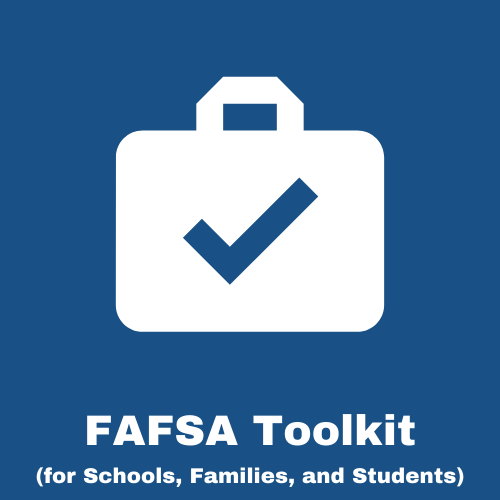 FAFSA Toolkit
(for Schools, Families, and Students)